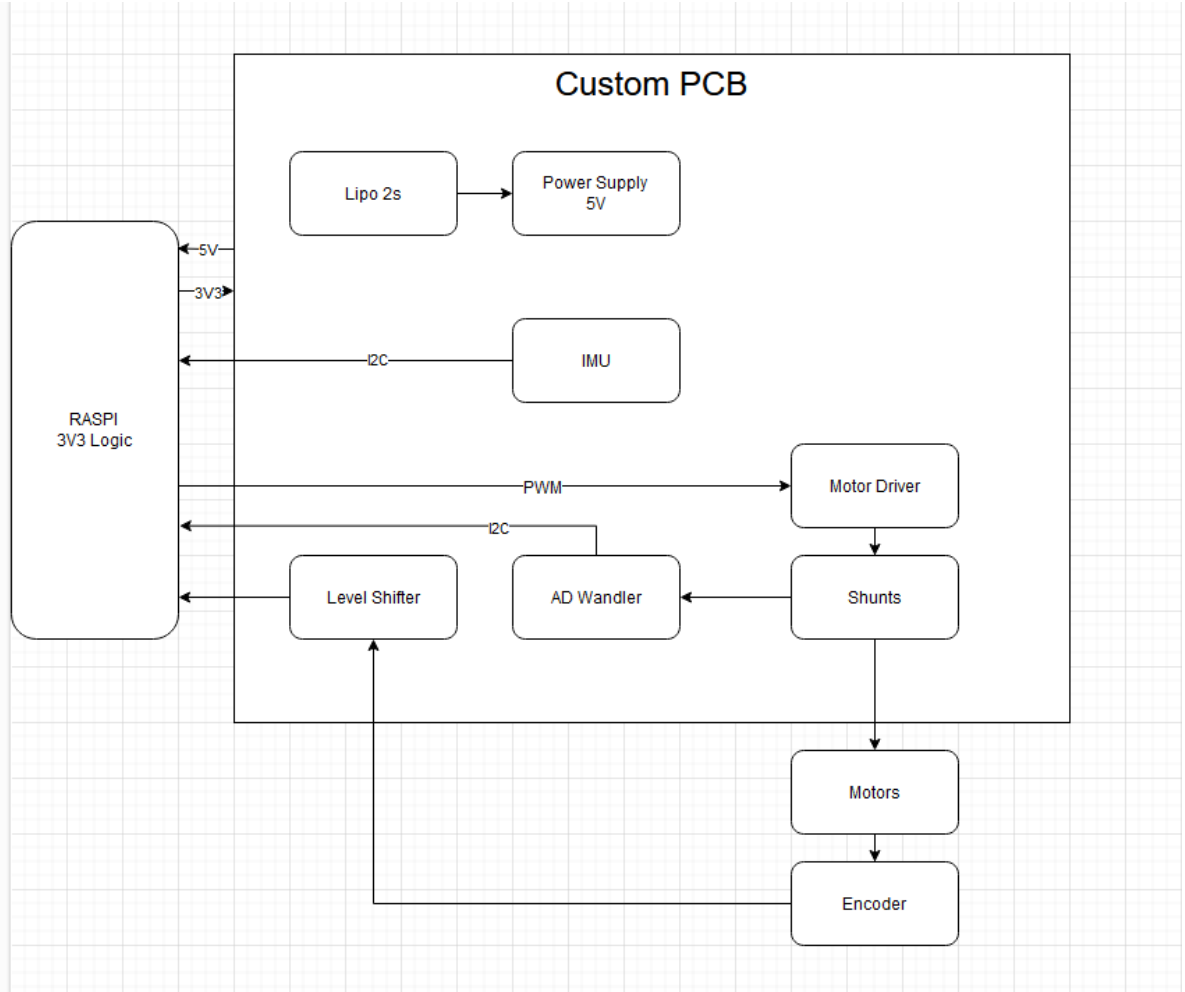 Custom PCB
Lipo 2s
Power Supply
5V
5V
3V3
I2C
IMU
RASPI
3V3 Logic
PWM
Motor Driver
I2C
Level Shifter
AD Wandler
Shunts
Motors
Encoder